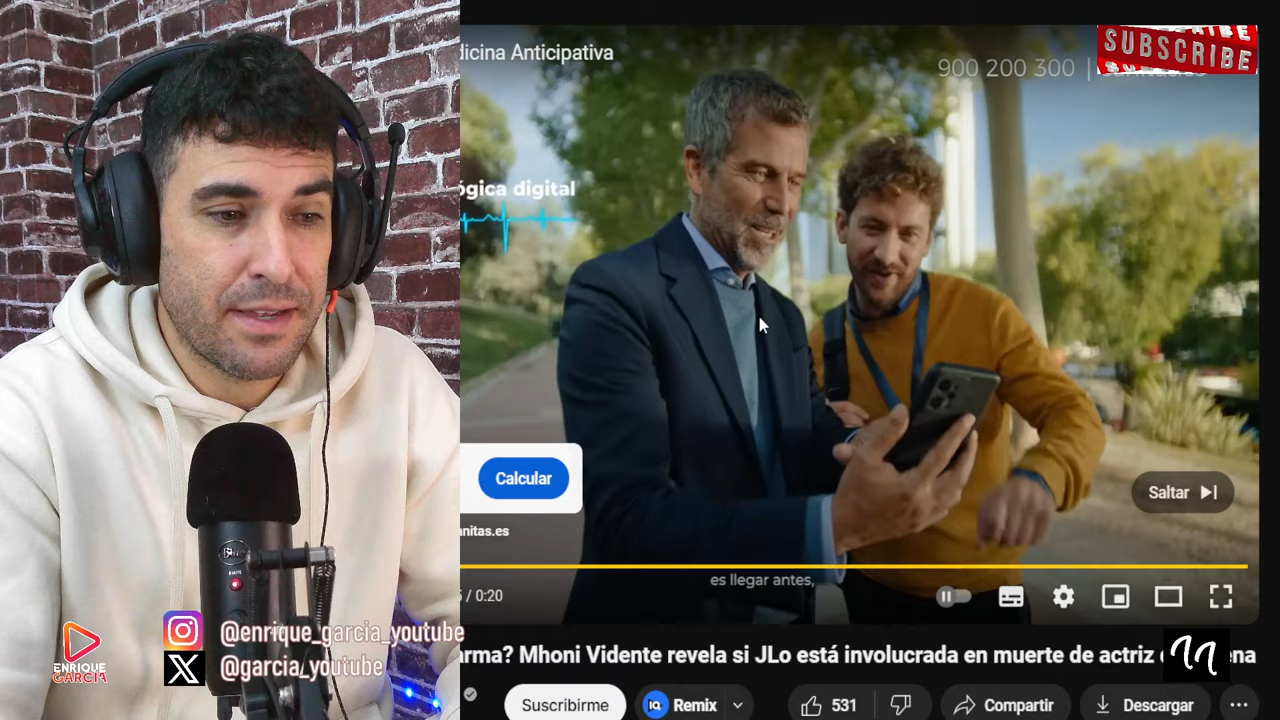 dicina Anticipativa
900 200 300 |
SUBSCRIBE
ógica digital
Calcular
Saltar
nitas.es
es llegar antes,
/ 0:20
@enrique_garcia_youtube
@garcia_youtube
ENRIQUE
GARCIA
arma? Mhoni Vidente revela si JLo está involucrada en muerte de actriz
ena
Suscribirme
Remix
531
Compartir
Descargar